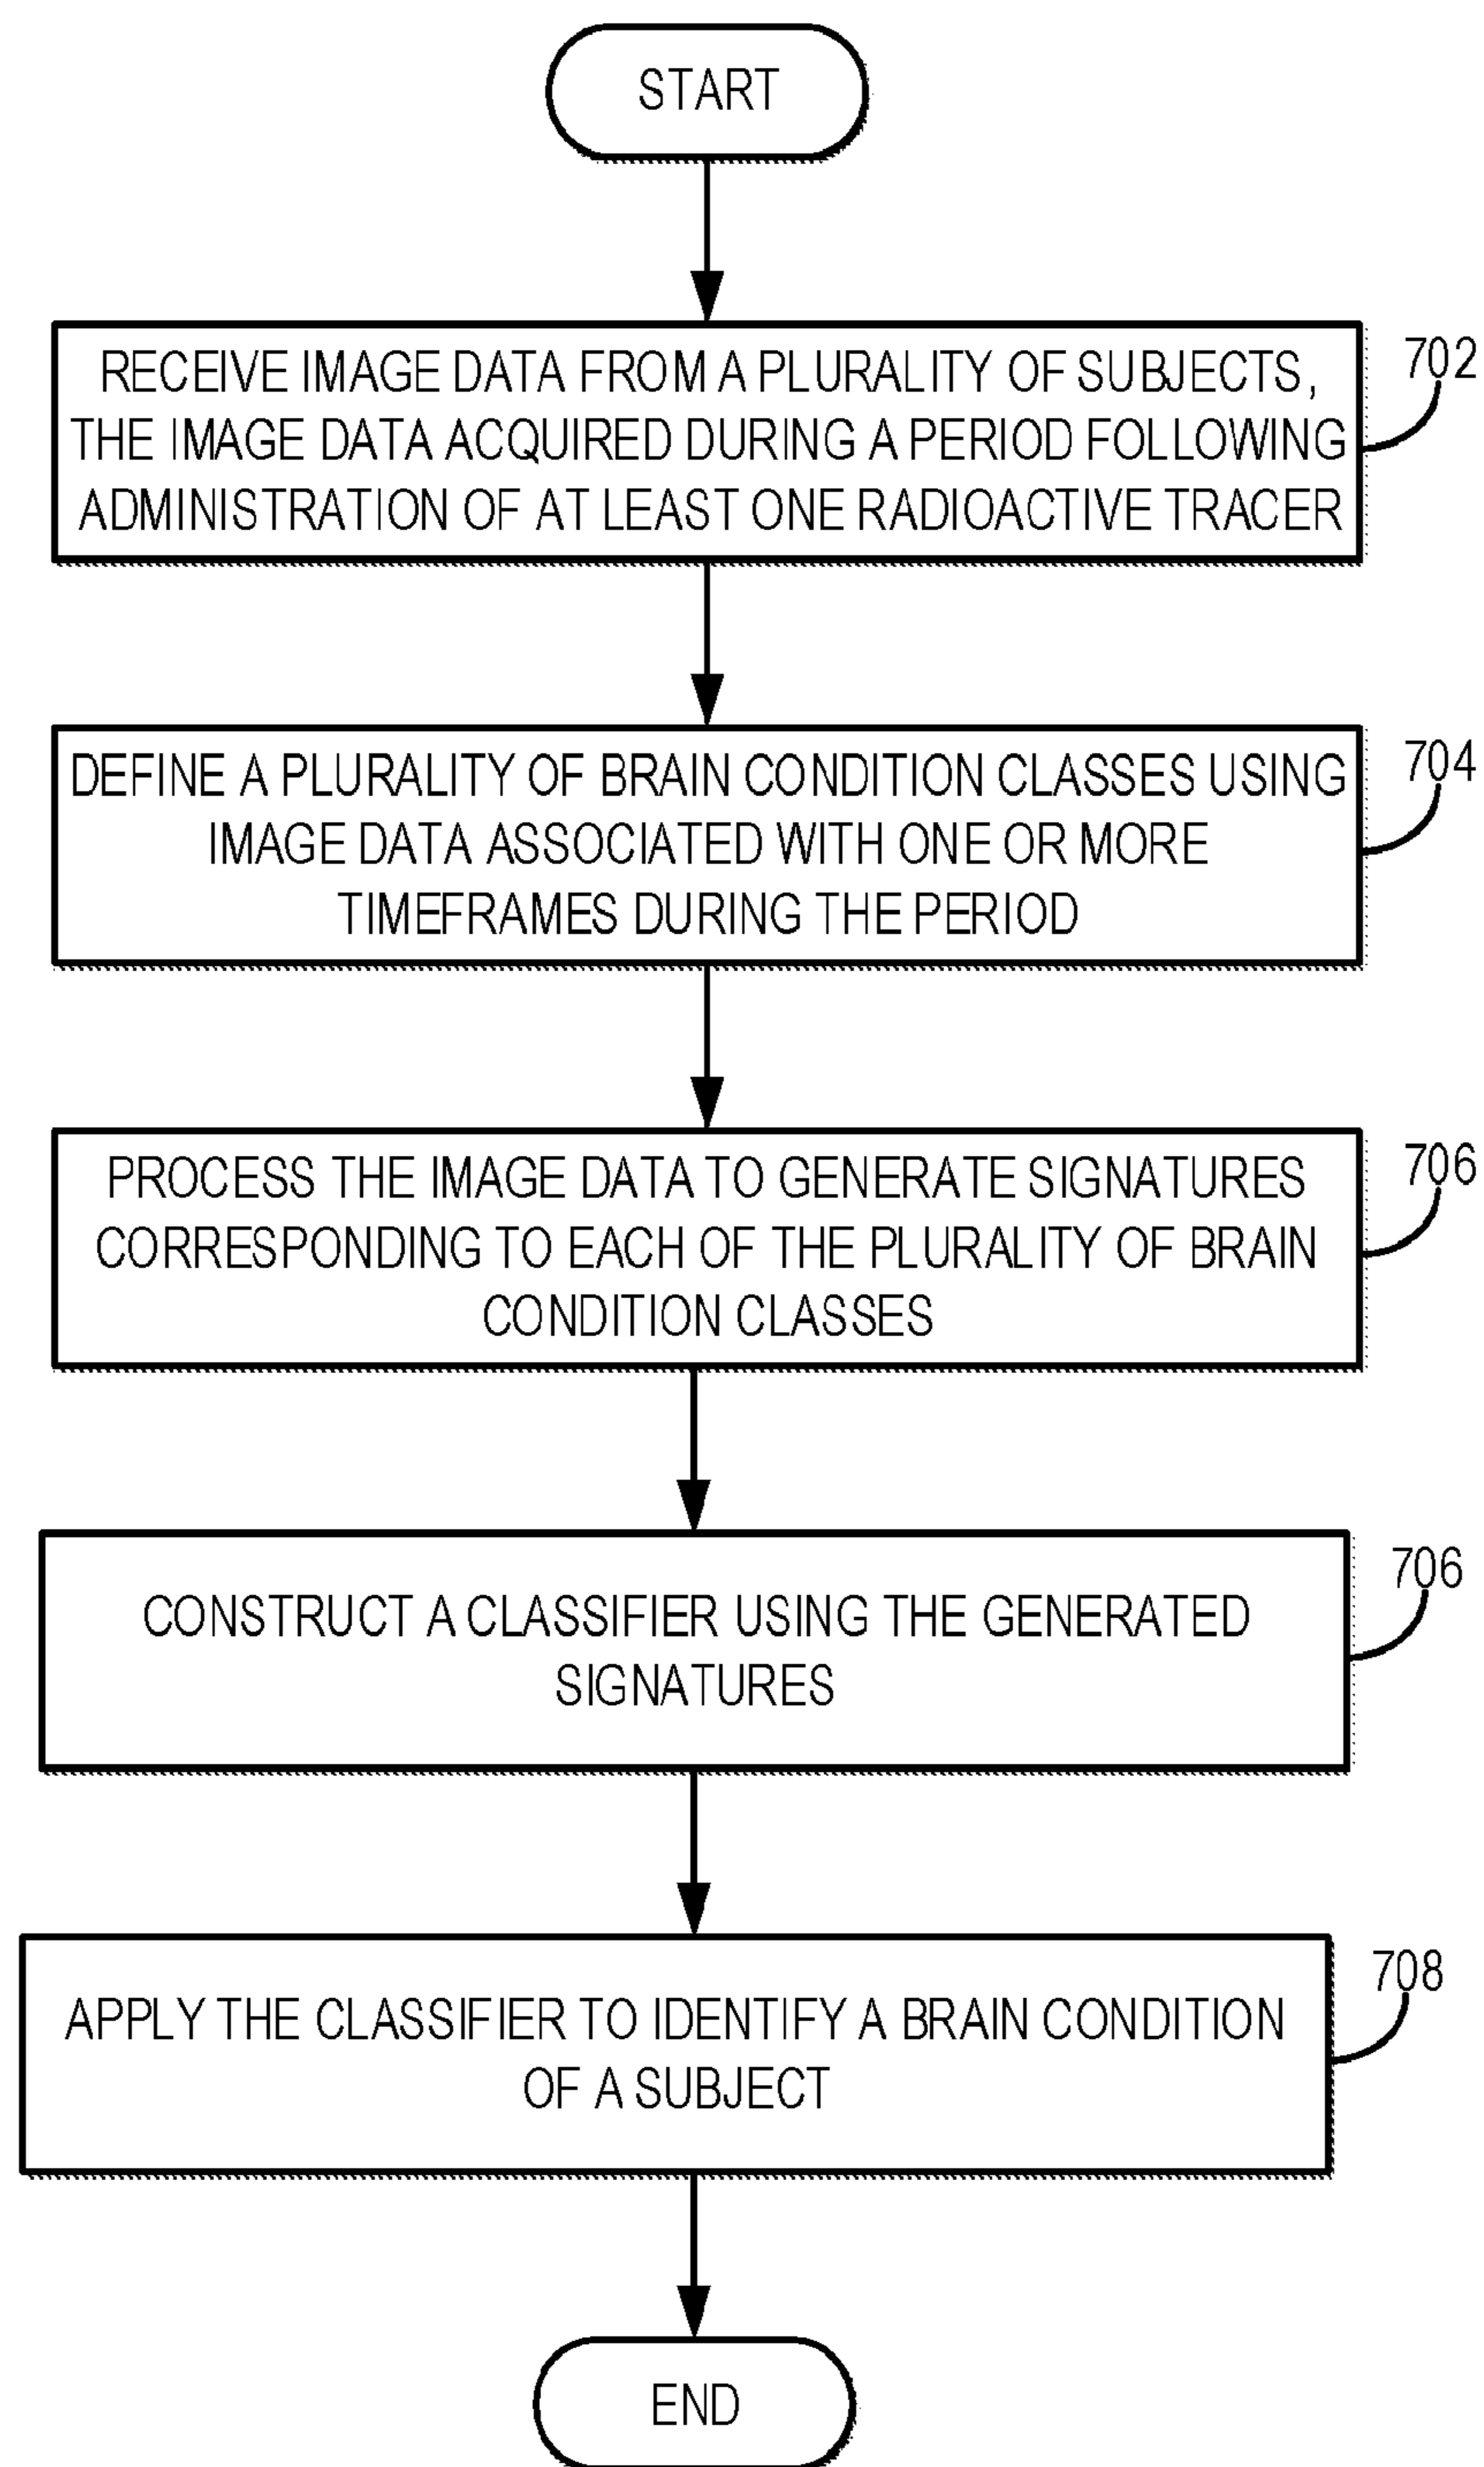 START
RECEIVE IMAGE DATA FROM A PLURALITY OF SUBJECTS,
THE IMAGE DATA ACQUIRED DURING A PERIOD FOLLOWING
ADMINISTRATION OF AT LEAST ONE RADIOACTIVE TRACER
702
DEFINE A PLURALITY OF BRAIN CONDITION CLASSES USING
IMAGE DATA ASSOCIATED WITH ONE OR MORE
TIMEFRAMES DURING THE PERIOD
704
PROCESS THE IMAGE DATA TO GENERATE SIGNATURES
CORRESPONDING TO EACH OF THE PLURALITY OF BRAIN
CONDITION CLASSES
706
CONSTRUCT A CLASSIFIER USING THE GENERATED
SIGNATURES
706
APPLY THE CLASSIFIER TO IDENTIFY A BRAIN CONDITION
OF A SUBJECT
708
END